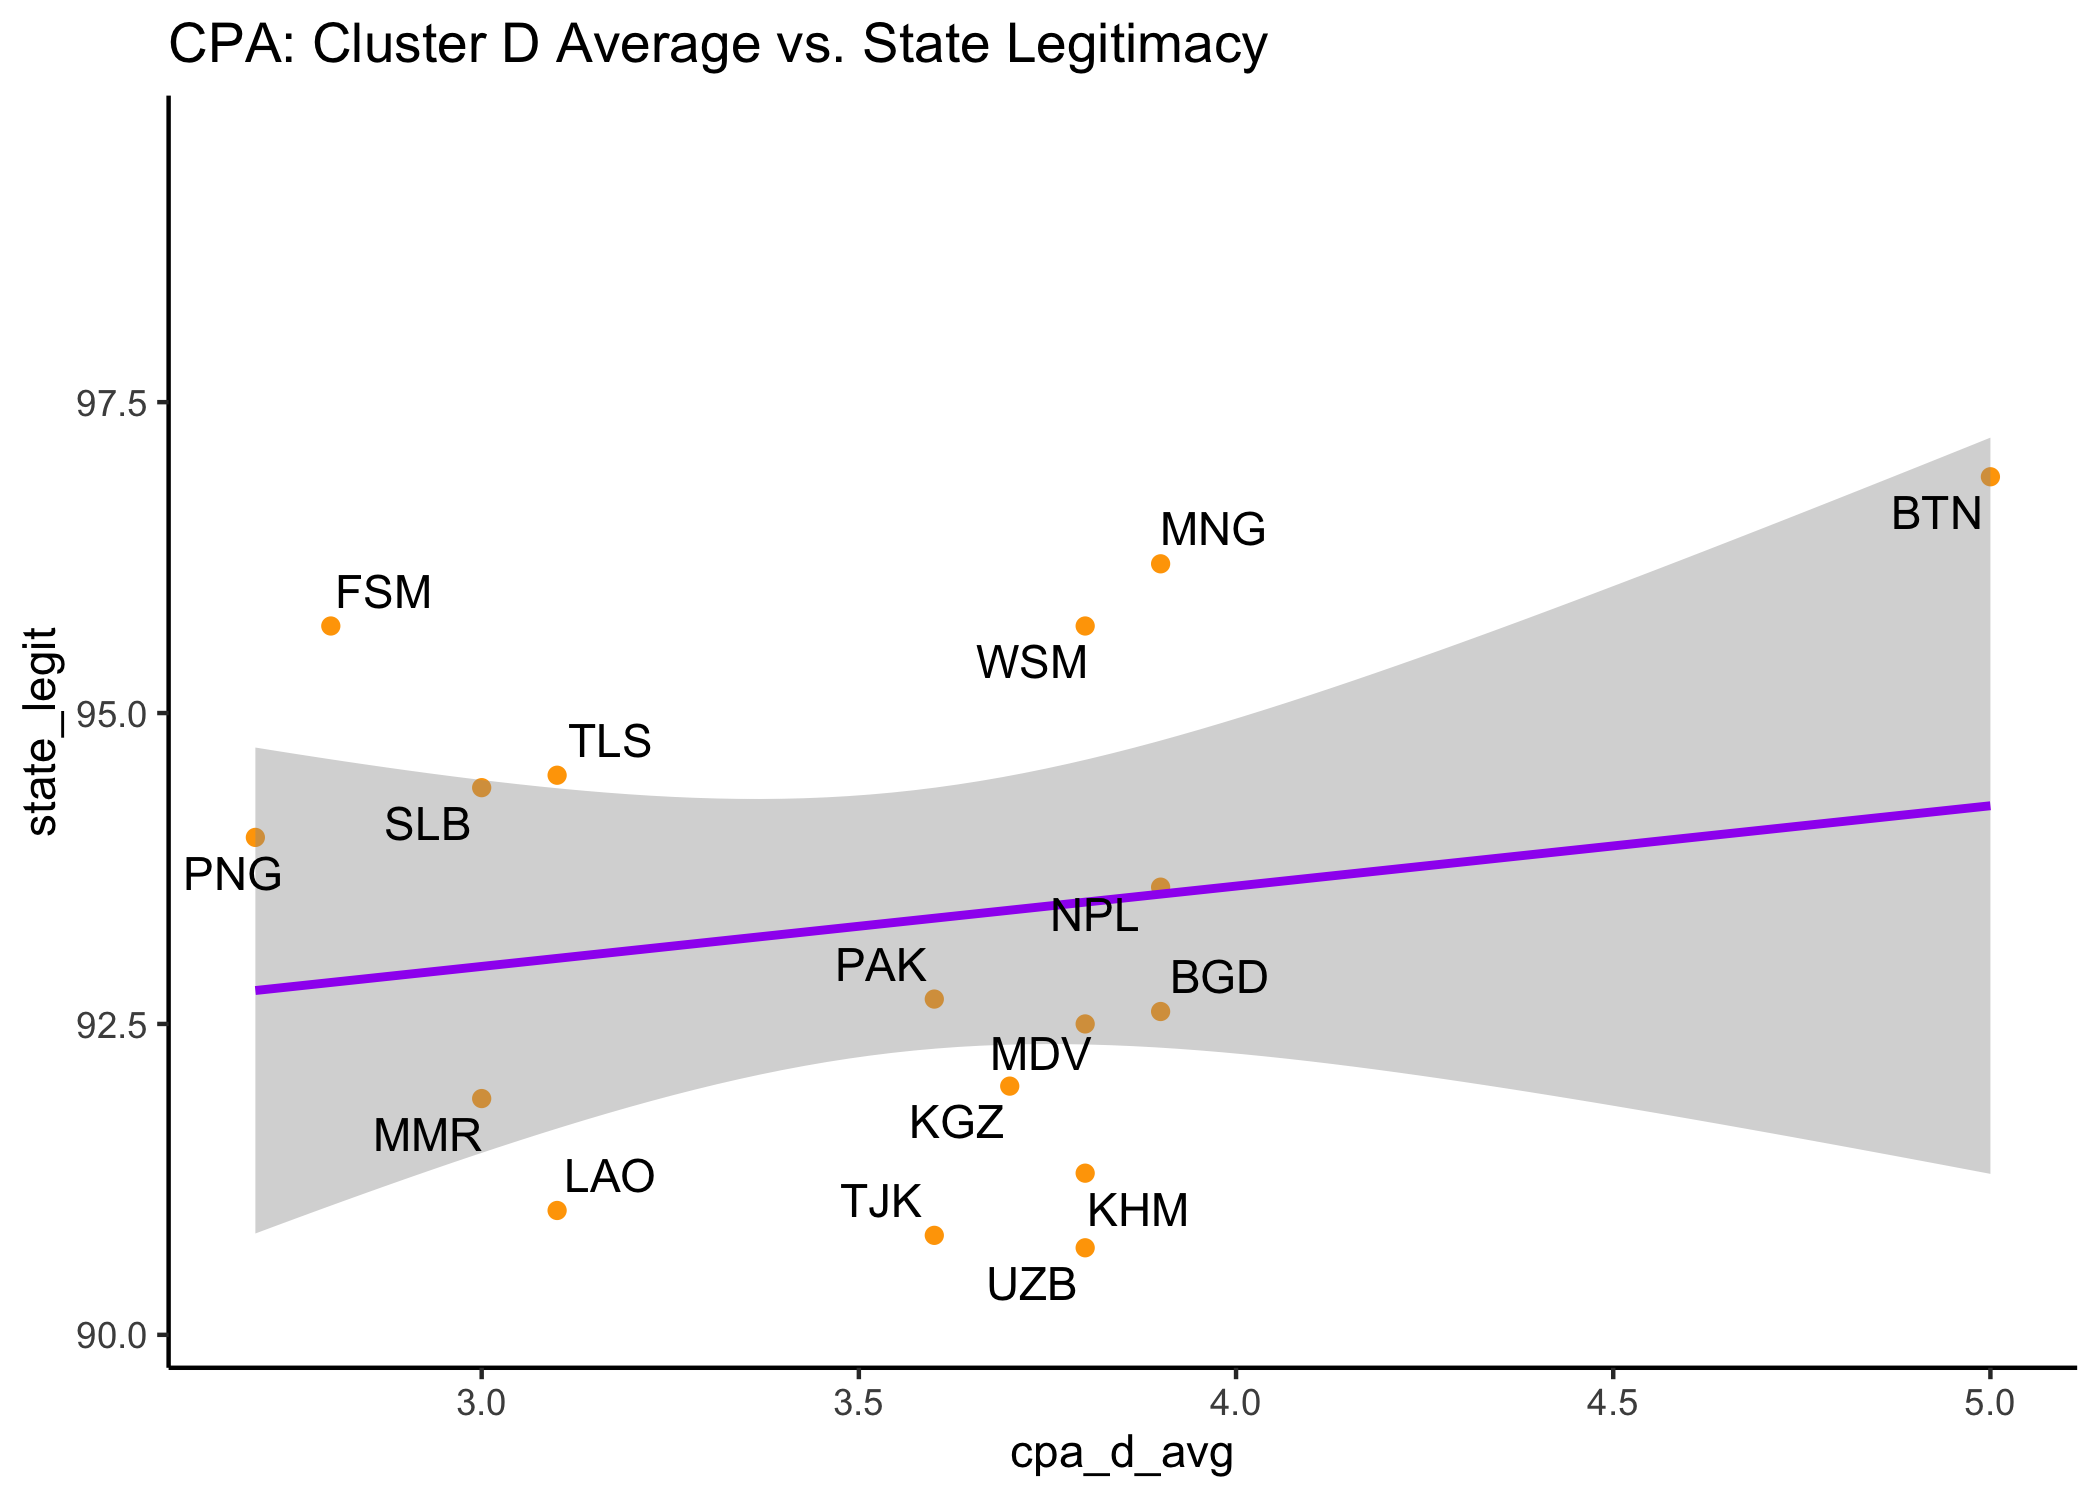 CPA: Cluster D Average vs. State Legitimacy
state_legit
97.5
95.0
92.5
90.0
MNG
BTN
FSM
WSM
TLS
SLB
PNG
NPL
PAK
BGD
MDV
KGZ
MMR
LAO
TJK
KHM
UZB
3.0 3.5 4.0 4.5 5.0
cpa_d_avg